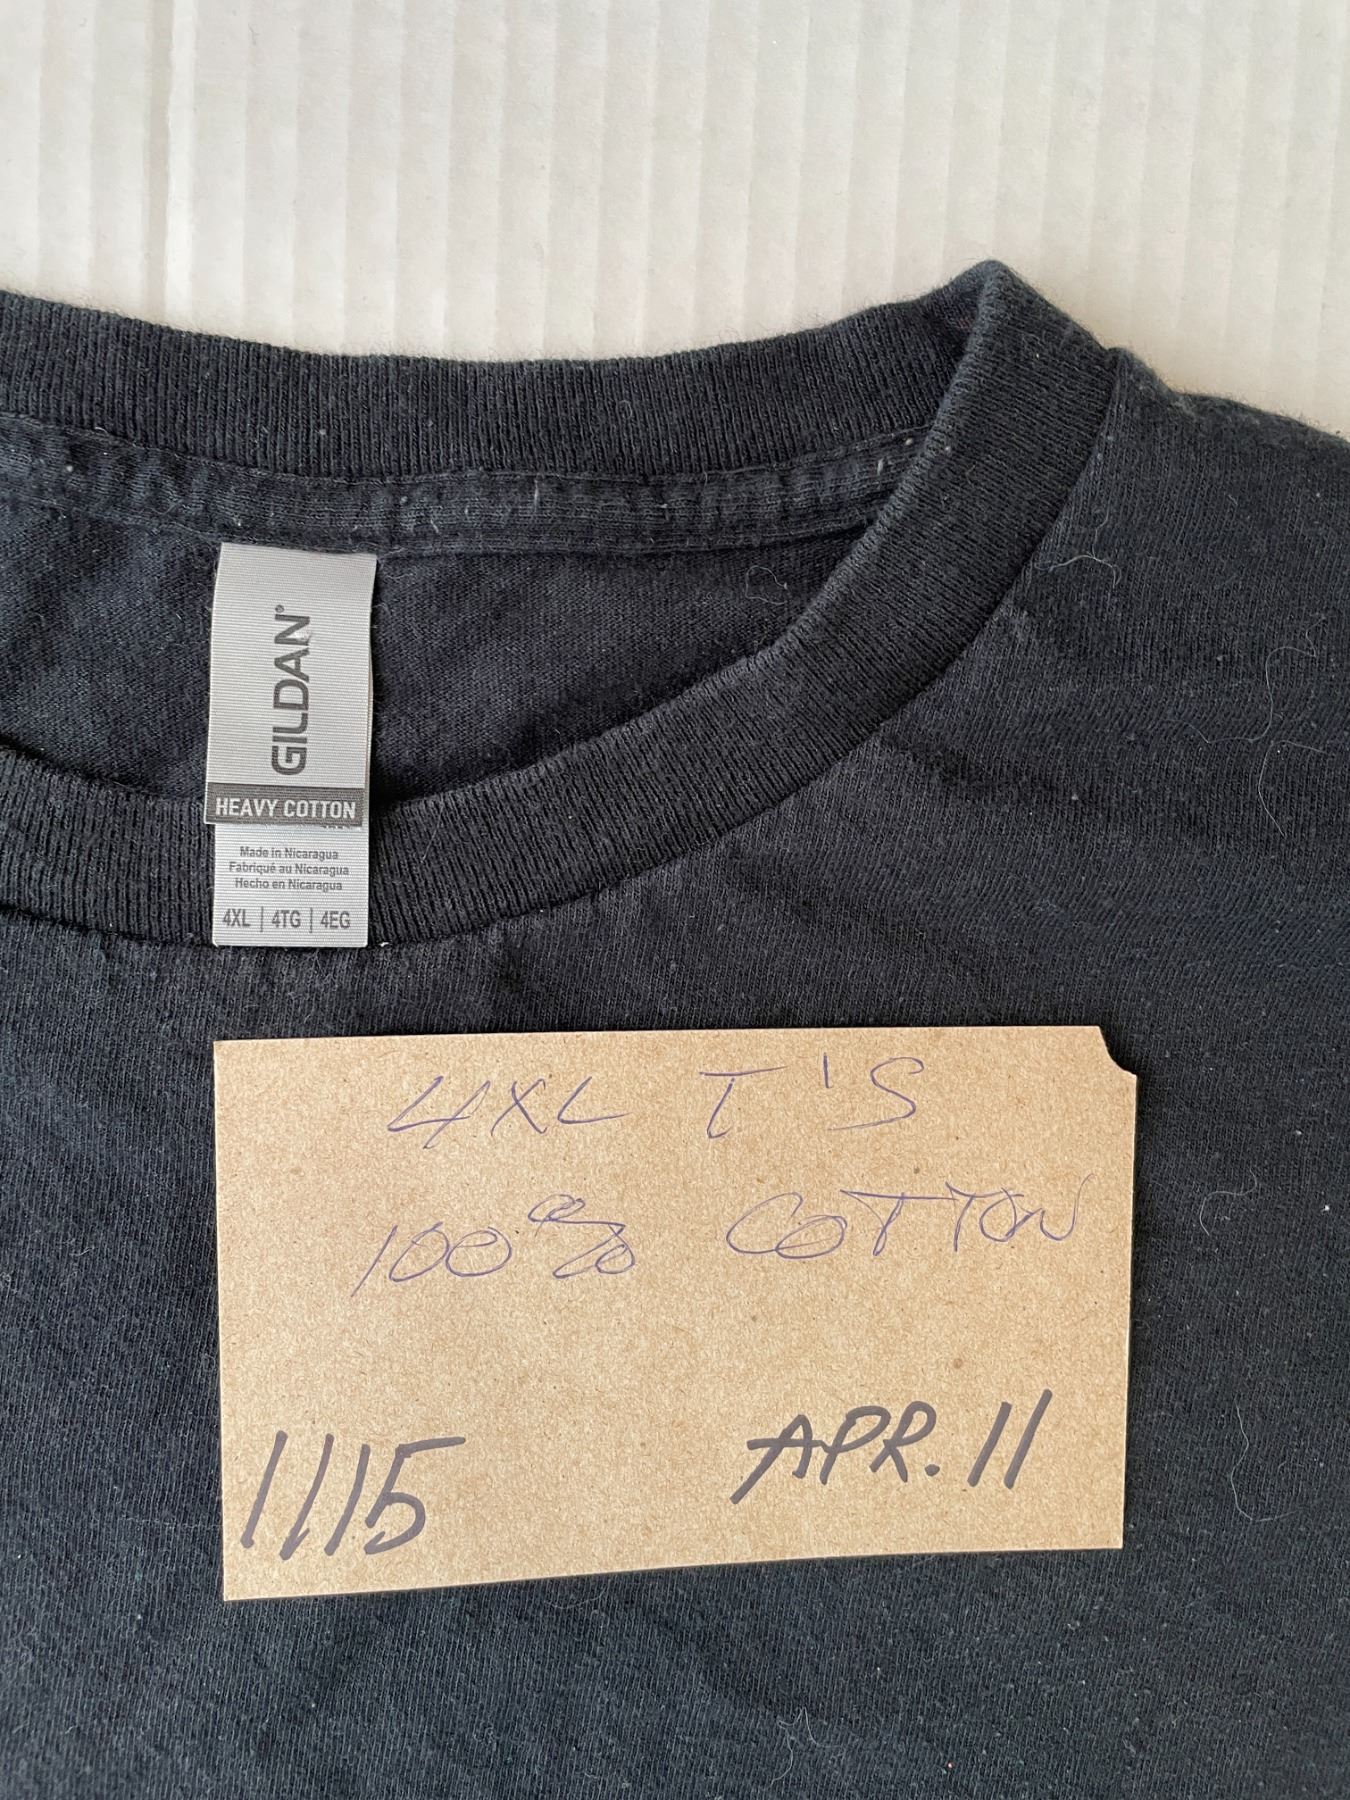 GILDAN®
HEAVY COTTON
Made in Nicaragua
Fabriqué au Nicaragua
Hecho en Nicaragua
4XL | 4TG | 4EG
4XL T'S
100% COTTON
1115 APR. 11